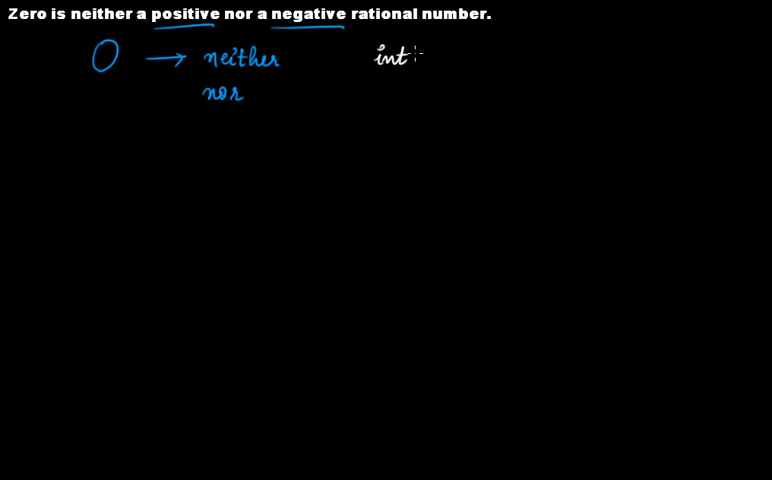 Zero is neither a positive nor a negative rational number.
0 → neither int
nor